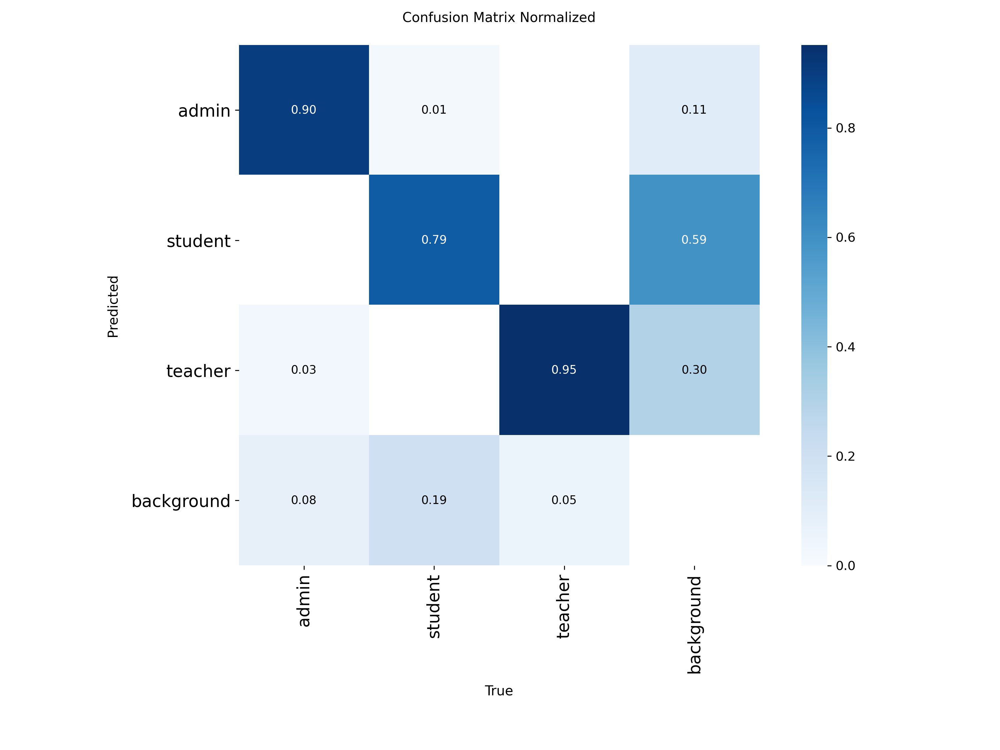 Confusion Matrix Normalized
admin
0.90
0.01
0.11
0.8
student
0.79
0.59
0.6
Predicted
teacher
0.03
0.95
0.30
0.4
background
0.08
0.19
0.05
0.2
0.0
admin
student
teacher
background
True